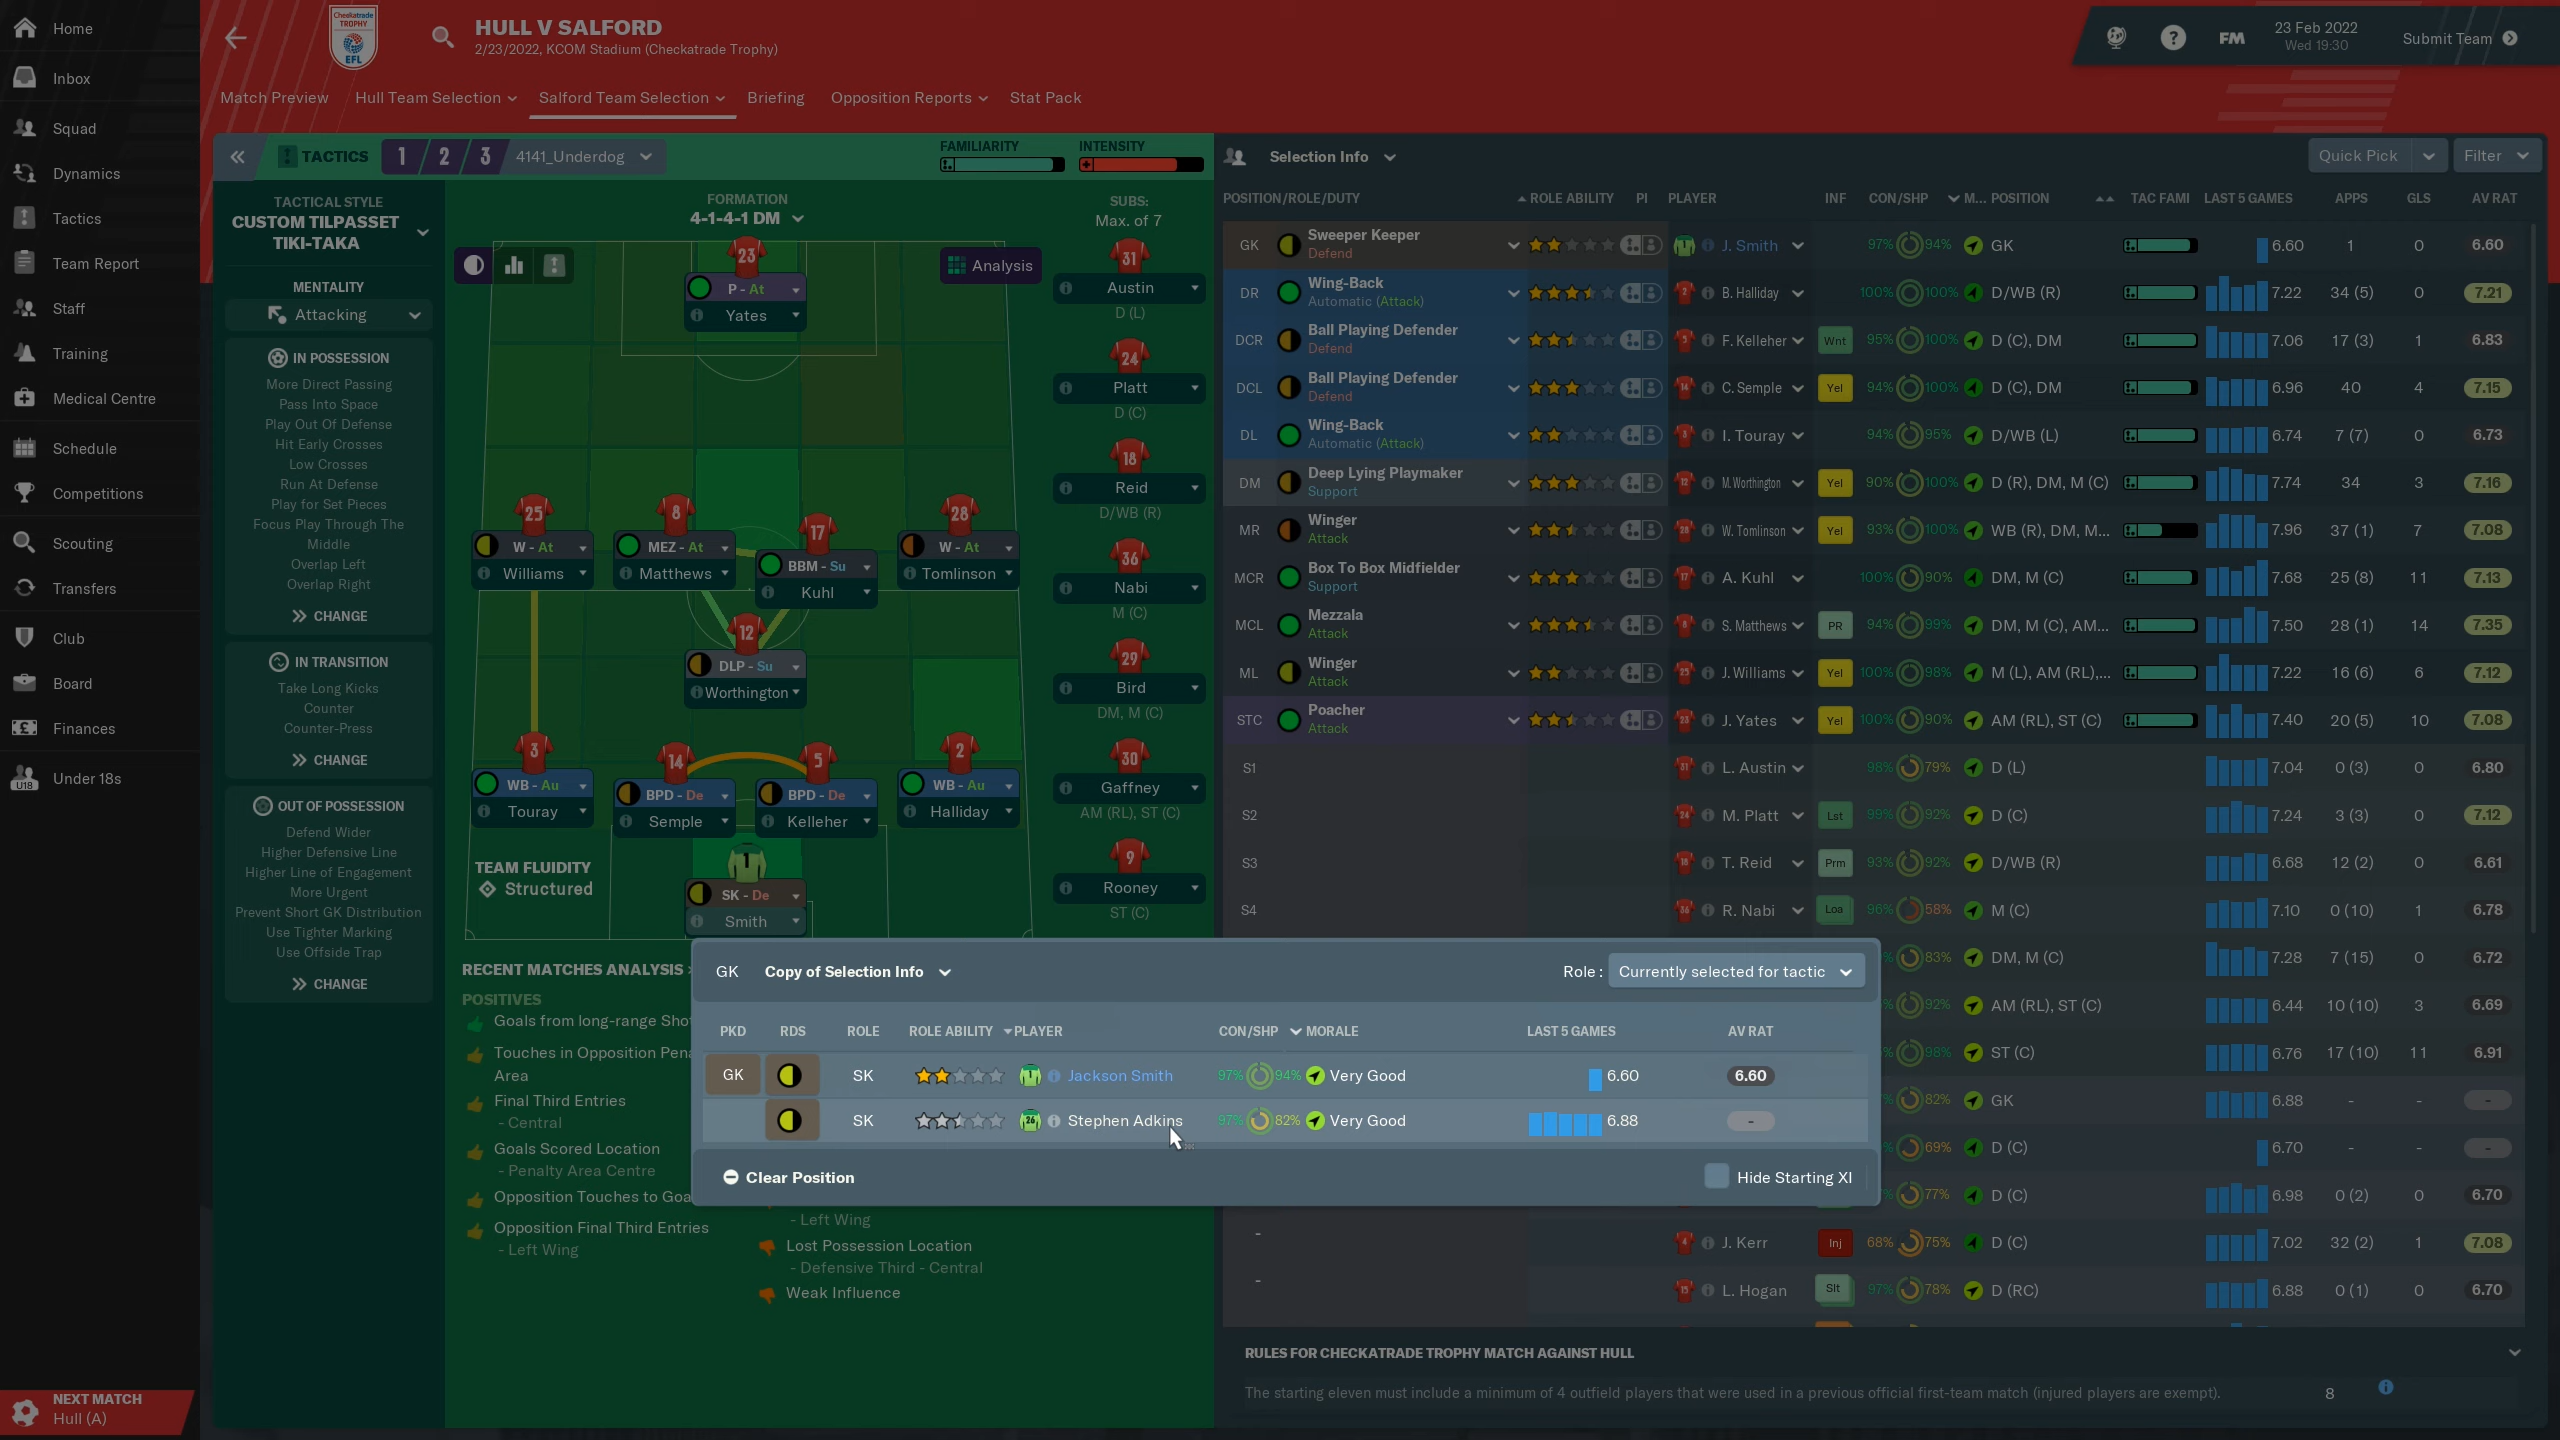 Home
Inbox
Squad
Dynamics
Tactics
Team Report
Staff
Training
Medical Centre
Schedule
Competitions
Scouting
Transfers
Club
Board
Finances
Under 18s
NEXT MATCH
Hull (A)
Checkatrade
TROPHY
EFL
HULL V SALFORD
2/23/2022, KCOM Stadium (Checkatrade Trophy)
FM
23 Feb 2022
Wed 19:30
Submit Team
Match Preview
Hull Team Selection
Salford Team Selection
Briefing
Opposition Reports
Stat Pack
TACTICS
1
2
3
4141_Underdog
FAMILIARITY
INTENSITY
TACTICAL STYLE
CUSTOM TILPASSET
TIKI-TAKA
MENTALITY
Attacking
IN POSSESSION
More Direct Passing
Pass Into Space
Play Out Of Defense
Hit Early Crosses
Low Crosses
Run At Defense
Play for Set Pieces
Focus Play Through The
Middle
Overlap Left
Overlap Right
CHANGE
IN TRANSITION
Take Long Kicks
Counter
Counter-Press
CHANGE
OUT OF POSSESSION
Defend Wider
Higher Defensive Line
Higher Line of Engagement
More Urgent
Prevent Short GK Distribution
Use Tighter Marking
Use Offside Trap
CHANGE
FORMATION
4-1-4-1 DM
Analysis
23
P - At
Yates
25
W - At
Williams
8
MEZ - At
Matthews
17
BBM - Su
Kuhl
28
W - At
Tomlinson
12
DLP - Su
Worthington
3
WB - Au
Touray
14
BPD - De
Semple
5
BPD - De
Kelleher
2
WB - Au
Halliday
1
SK - De
Smith
TEAM FLUIDITY
Structured
SUBS:
Max. of 7
31
Austin
D (L)
24
Platt
D (C)
18
Reid
D/WB (R)
36
Nabi
M (C)
29
Bird
DM, M (C)
30
Gaffney
AM (RL), ST (C)
9
Rooney
ST (C)
RECENT MATCHES ANALYSIS
POSITIVES
Goals from long-range Sho
Touches in Opposition Pen
Area
Final Third Entries
- Central
Goals Scored Location
- Penalty Area Centre
Opposition Touches to Goa
Opposition Final Third Entries
- Left Wing
- Left Wing
Lost Possession Location
- Defensive Third - Central
Weak Influence
Selection Info
Quick Pick
Filter
POSITION/ROLE/DUTY ROLE ABILITY PI PLAYER INF CON/SHP M... POSITION TAC FAMI LAST 5 GAMES APPS GLS AV RAT
GK Sweeper Keeper Defend J. Smith 97% 94% GK 6.60 1 0 6.60
DR Wing-Back Automatic (Attack) B. Halliday 100% 100% D/WB (R) 7.22 34 (5) 0 7.21
DCR Ball Playing Defender Defend F. Kelleher Wnt 95% 100% D (C), DM 7.06 17 (3) 1 6.83
DCL Ball Playing Defender Defend C. Semple Yel 94% 100% D (C), DM 6.96 40 4 7.15
DL Wing-Back Automatic (Attack) I. Touray 94% 95% D/WB (L) 6.74 7 (7) 0 6.73
DM Deep Lying Playmaker Support M. Worthington Yel 90% 100% D (R), DM, M (C) 7.74 34 3 7.16
MR Winger Attack W. Tomlinson Yel 93% 100% WB (R), DM, M... 7.96 37 (1) 7 7.08
MCR Box To Box Midfielder Support A. Kuhl 100% 90% DM, M (C) 7.68 25 (8) 11 7.13
MCL Mezzala Attack S. Matthews PR 94% 99% DM, M (C), AM... 7.50 28 (1) 14 7.35
ML Winger Attack J. Williams Yel 100% 98% M (L), AM (RL),... 7.22 16 (6) 6 7.12
STC Poacher Attack J. Yates Yel 100% 90% AM (RL), ST (C) 7.40 20 (5) 10 7.08
S1 L. Austin 98% 79% D (L) 7.04 0 (3) 0 6.80
S2 M. Platt Lst 99% 92% D (C) 7.24 3 (3) 0 7.12
S3 T. Reid Prm 93% 92% D/WB (R) 6.68 12 (2) 0 6.61
S4 R. Nabi Loa 96% 58% M (C) 7.10 0 (10) 1 6.78
83% DM, M (C) 7.28 7 (15) 0 6.72
92% AM (RL), ST (C) 6.44 10 (10) 3 6.69
98% ST (C) 6.76 17 (10) 11 6.91
82% GK 6.88 - - -
69% D (C) 6.70 - - -
77% D (C) 6.98 0 (2) 0 6.70
- J. Kerr Inj 68% 75% D (C) 7.02 32 (2) 1 7.08
- L. Hogan Slt 97% 78% D (RC) 6.88 0 (1) 0 6.70
GK Copy of Selection Info Role : Currently selected for tactic
PKD RDS ROLE ROLE ABILITY PLAYER CON/SHP MORALE LAST 5 GAMES AV RAT
GK SK Jackson Smith 97% 94% Very Good 6.60 6.60
SK 26 Stephen Adkins 97% 82% Very Good 6.88 -
Clear Position
Hide Starting XI
RULES FOR CHECKATRADE TROPHY MATCH AGAINST HULL
The starting eleven must include a minimum of 4 outfield players that were used in a previous official first-team match (injured players are exempt). 8